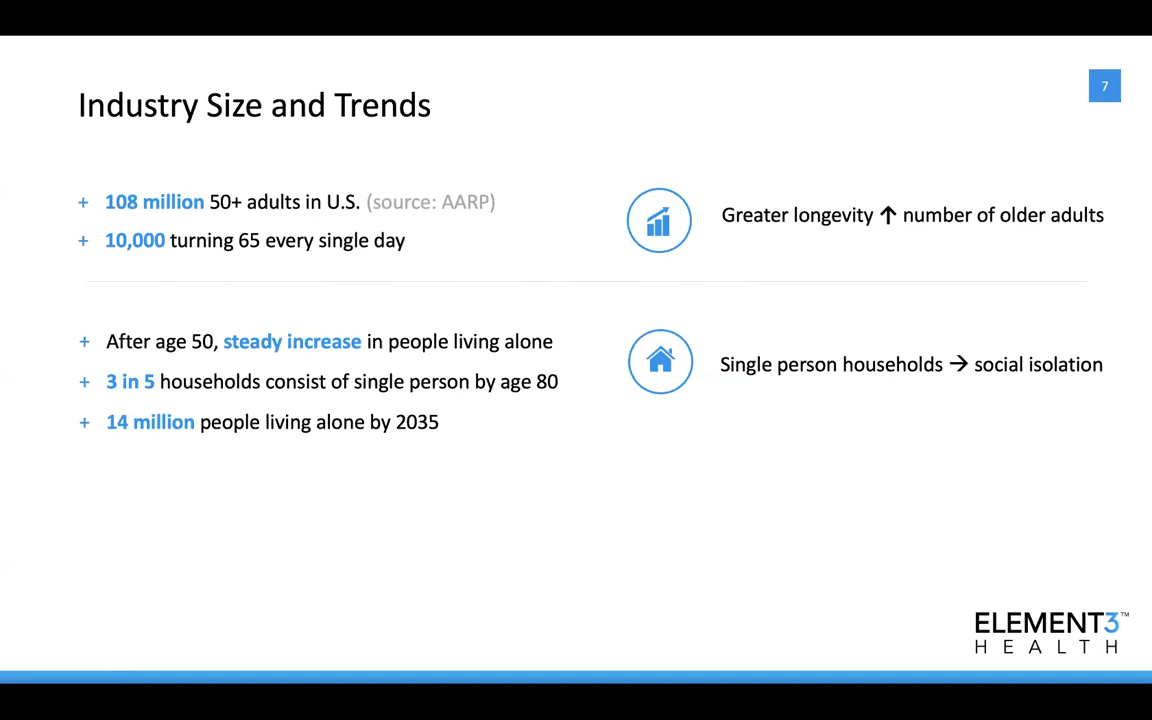 Industry Size and Trends
7
+ 108 million 50+ adults in U.S. (source: AARP)
+ 10,000 turning 65 every single day
Greater longevity ↑ number of older adults
+ After age 50, steady increase in people living alone
+ 3 in 5 households consist of single person by age 80
+ 14 million people living alone by 2035
Single person households → social isolation
ELEMENT3™
HEALTH